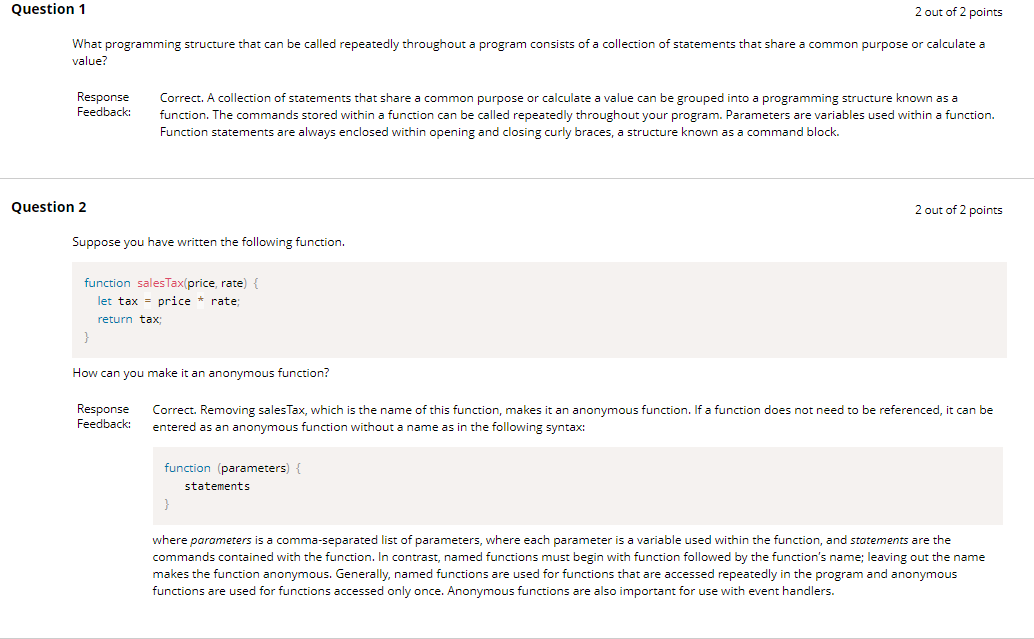 Question 1
2 out of 2 points
What programming structure that can be called repeatedly throughout a program consists of a collection of statements that share a common purpose or calculate a
value?
Response
Feedback:
Correct. A collection of statements that share a common purpose or calculate a value can be grouped into a programming structure known as a
function. The commands stored within a function can be called repeatedly throughout your program. Parameters are variables used within a function.
Function statements are always enclosed within opening and closing curly braces, a structure known as a command block.
Question 2
2 out of 2 points
Suppose you have written the following function.
function salesTax(price, rate) {
let tax = price * rate;
return tax;
}
How can you make it an anonymous function?
Response
Feedback:
Correct. Removing salesTax, which is the name of this function, makes it an anonymous function. If a function does not need to be referenced, it can be
entered as an anonymous function without a name as in the following syntax:
function (parameters) {
statements
}
where parameters is a comma-separated list of parameters, where each parameter is a variable used within the function, and statements are the
commands contained with the function. In contrast, named functions must begin with function followed by the function's name; leaving out the name
makes the function anonymous. Generally, named functions are used for functions that are accessed repeatedly in the program and anonymous
functions are used for functions accessed only once. Anonymous functions are also important for use with event handlers.